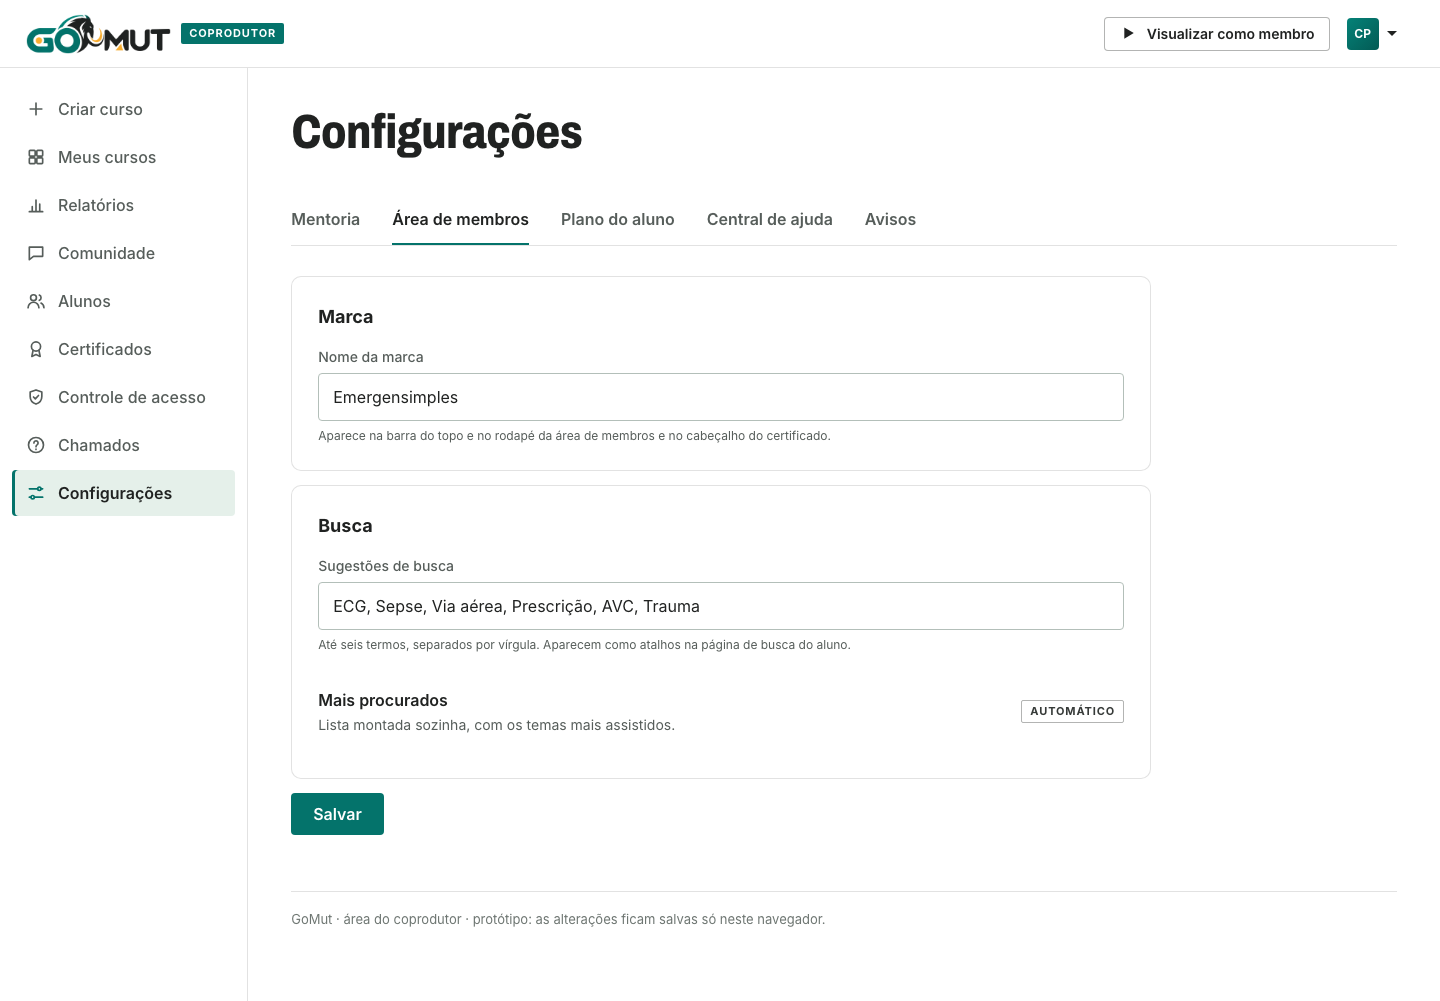 GOMUT
COPRODUTOR
Visualizar como membro
CP
Criar curso
Meus cursos
Relatórios
Comunidade
Alunos
Certificados
Controle de acesso
Chamados
Configurações
Configurações
Mentoria
Área de membros
Plano do aluno
Central de ajuda
Avisos
Marca
Nome da marca
Emergensimples
Aparece na barra do topo e no rodapé da área de membros e no cabeçalho do certificado.
Busca
Sugestões de busca
ECG, Sepse, Via aérea, Prescrição, AVC, Trauma
Até seis termos, separados por vírgula. Aparecem como atalhos na página de busca do aluno.
Mais procurados
Lista montada sozinha, com os temas mais assistidos.
AUTOMÁTICO
Salvar
GoMut · área do coprodutor · protótipo: as alterações ficam salvas só neste navegador.